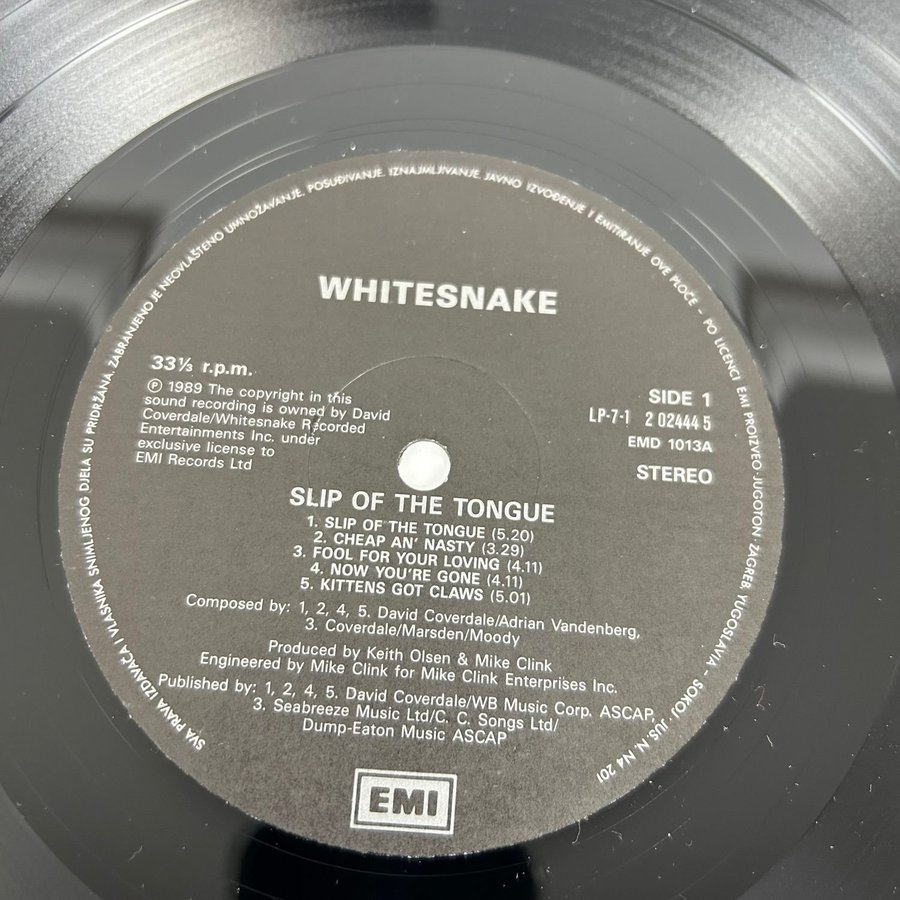 SVA PRAVA IZDAVAČA I VLASNIKA SNIMLJENOG DJELA SU PRIDRŽANA. ZABRANJENO JE NEOVLAŠTENO UMNOŽAVANJE, POSUĐIVANJE, IZNAJMLJIVANJE, JAVNO IZVOĐENJE I EMITIRANJE OVE PLOČE - PO LICENCI EMI PROIZVEO JUGOTON ZAGREB, YUGOSLAVIA - SOKOJ JUS. N. N4 201
WHITESNAKE
33⅓ r.p.m.
Ⓟ 1989 The copyright in this
sound recording is owned by David
Coverdale/Whitesnake Recorded
Entertainments Inc. under
exclusive license to
EMI Records Ltd
SIDE 1
LP-7-1 2 02444 5
EMD 1013A
STEREO
SLIP OF THE TONGUE
1. SLIP OF THE TONGUE (5.20)
2. CHEAP AN' NASTY (3.29)
3. FOOL FOR YOUR LOVING (4.11)
4. NOW YOU'RE GONE (4.11)
5. KITTENS GOT CLAWS (5.01)
Composed by: 1, 2, 4, 5. David Coverdale/Adrian Vandenberg,
3. Coverdale/Marsden/Moody
Produced by Keith Olsen & Mike Clink
Engineered by Mike Clink for Mike Clink Enterprises Inc.
Published by: 1, 2, 4, 5. David Coverdale/WB Music Corp. ASCAP,
3. Seabreeze Music Ltd/C. C. Songs Ltd/
Dump-Eaton Music ASCAP
EMI